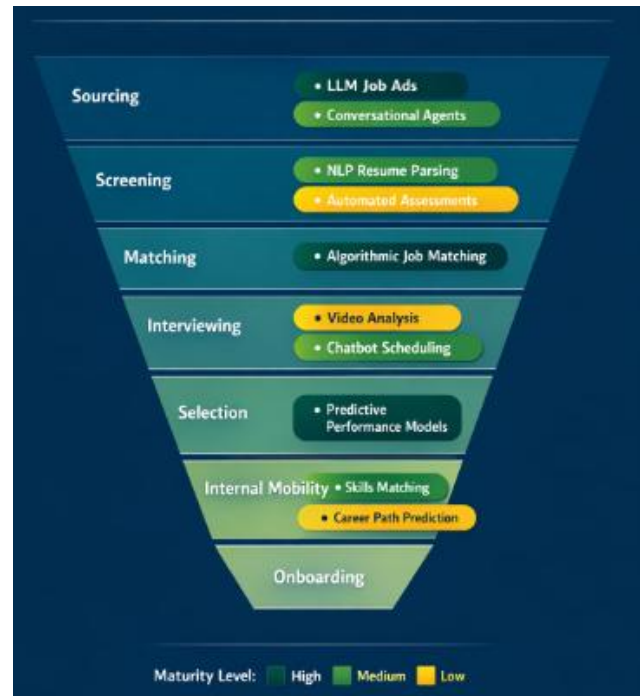 Sourcing
• LLM Job Ads
• Conversational Agents
Screening
• NLP Resume Parsing
• Automated Assessments
Matching
• Algorithmic Job Matching
Interviewing
• Video Analysis
• Chatbot Scheduling
Selection
• Predictive
Performance Models
Internal Mobility • Skills Matching
• Career Path Prediction
Onboarding
Maturity Level: High Medium Low